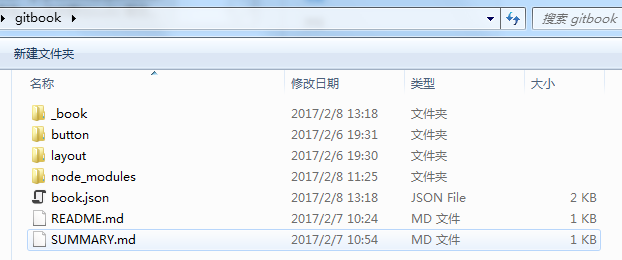 gitbook
搜索 gitbook
新建文件夹
名称 修改日期 类型 大小
_book 2017/2/8 13:18 文件夹
button 2017/2/6 19:31 文件夹
layout 2017/2/6 19:30 文件夹
node_modules 2017/2/8 11:25 文件夹
book.json 2017/2/8 13:18 JSON File 2 KB
README.md 2017/2/7 10:24 MD 文件 1 KB
SUMMARY.md 2017/2/7 10:54 MD 文件 1 KB